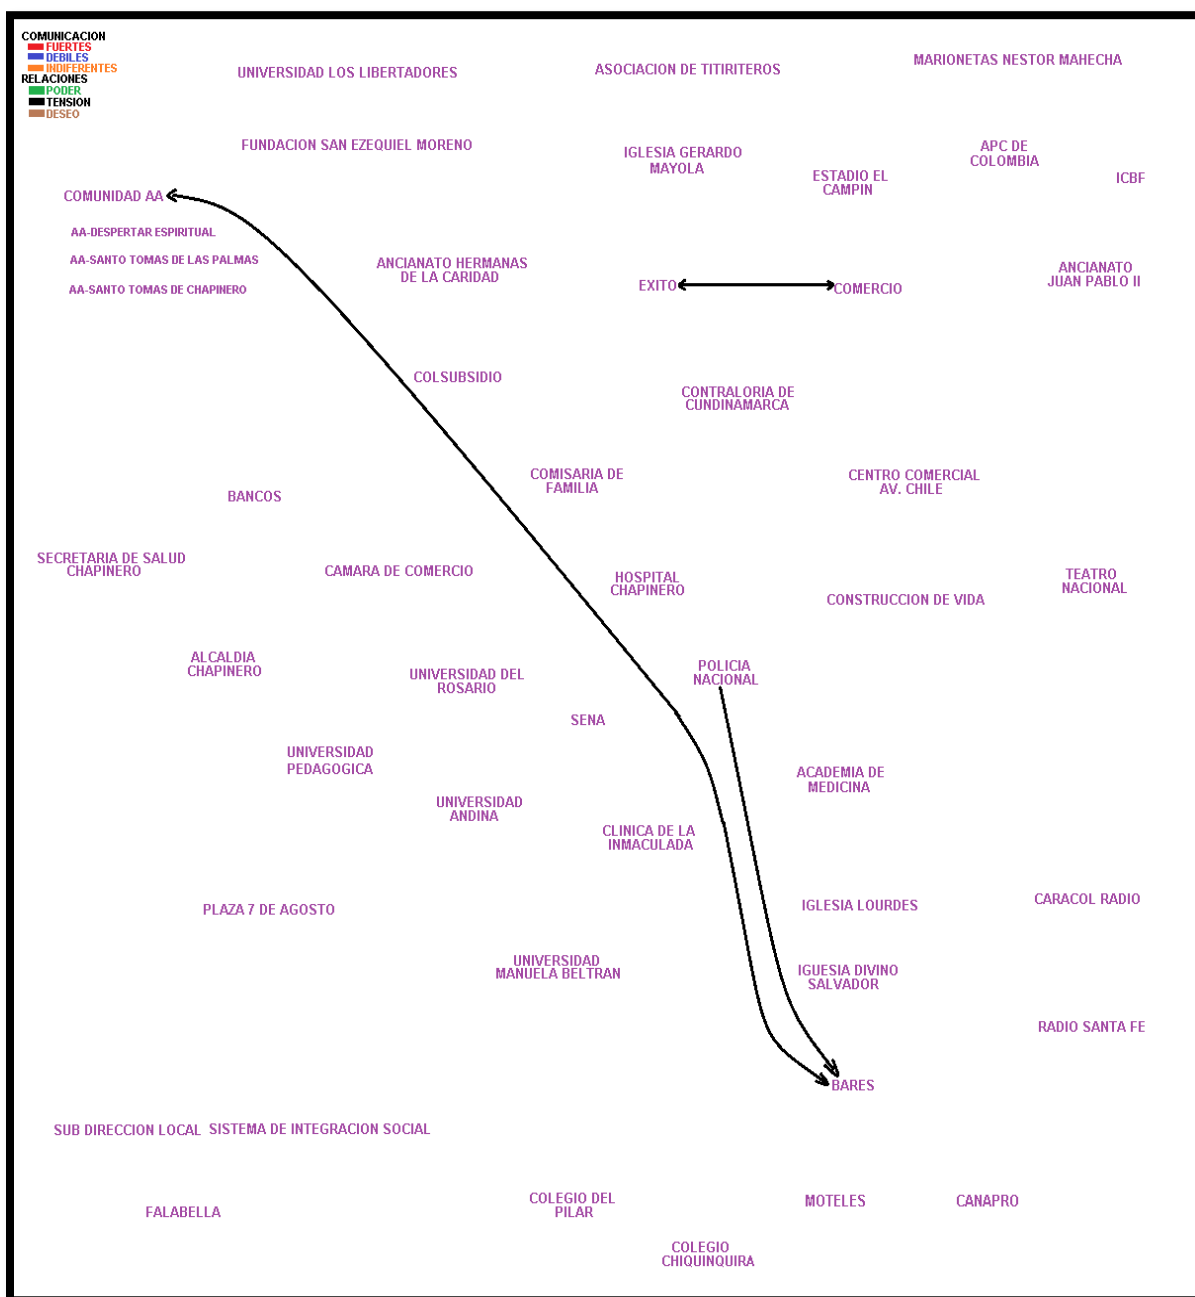 COMUNICACION
FUERTES
DEBILES
INDIFERENTES
RELACIONES
PODER
TENSION
DESEO
UNIVERSIDAD LOS LIBERTADORES
ASOCIACION DE TITIRITEROS
MARIONETAS NESTOR MAHECHA
FUNDACION SAN EZEQUIEL MORENO
IGLESIA GERARDO
MAYOLA
ESTADIO EL
CAMPIN
APC DE
COLOMBIA
ICBF
COMUNIDAD AA
AA-DESPERTAR ESPIRITUAL
AA-SANTO TOMAS DE LAS PALMAS
AA-SANTO TOMAS DE CHAPINERO
ANCIANATO HERMANAS
DE LA CARIDAD
EXITO
COMERCIO
ANCIANATO
JUAN PABLO II
COLSUBSIDIO
CONTRALORIA DE
CUNDINAMARCA
COMISARIA DE
FAMILIA
CENTRO COMERCIAL
AV. CHILE
BANCOS
SECRETARIA DE SALUD
CHAPINERO
CAMARA DE COMERCIO
HOSPITAL
CHAPINERO
CONSTRUCCION DE VIDA
TEATRO
NACIONAL
ALCALDIA
CHAPINERO
UNIVERSIDAD DEL
ROSARIO
POLICIA
NACIONAL
SENA
UNIVERSIDAD
PEDAGOGICA
ACADEMIA DE
MEDICINA
UNIVERSIDAD
ANDINA
CLINICA DE LA
INMACULADA
PLAZA 7 DE AGOSTO
IGLESIA LOURDES
CARACOL RADIO
UNIVERSIDAD
MANUELA BELTRAN
IGUESIA DIVINO
SALVADOR
RADIO SANTA FE
BARES
SUB DIRECCION LOCAL
SISTEMA DE INTEGRACION SOCIAL
FALABELLA
COLEGIO DEL
PILAR
MOTELES
CANAPRO
COLEGIO
CHIQUINQUIRA